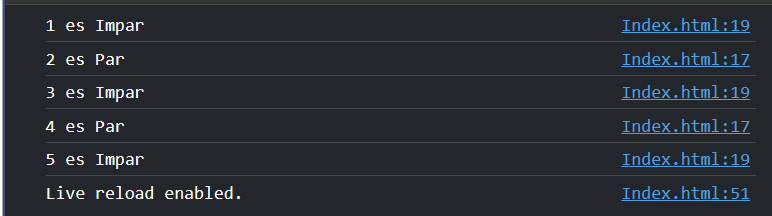 1 es Impar Index.html:19
2 es Par Index.html:17
3 es Impar Index.html:19
4 es Par Index.html:17
5 es Impar Index.html:19
Live reload enabled. Index.html:51